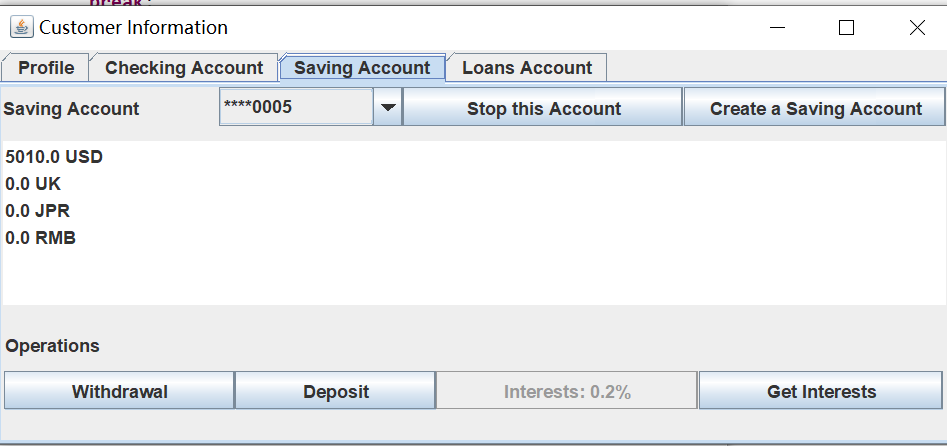 break;
Customer Information
Profile Checking Account Saving Account Loans Account
Saving Account ****0005 Stop this Account Create a Saving Account
5010.0 USD
0.0 UK
0.0 JPR
0.0 RMB
Operations
Withdrawal Deposit Interests: 0.2% Get Interests